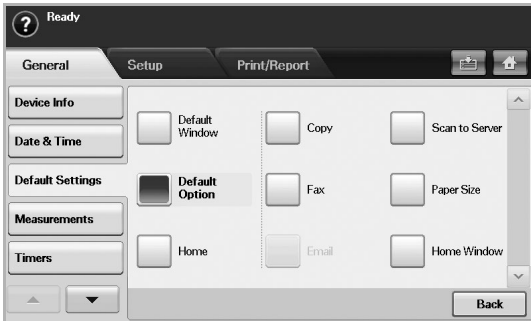 ?
Ready
General
Setup
Print/Report
Device Info
Date & Time
Default Settings
Measurements
Timers
Default
Window
Copy
Scan to Server
Default
Option
Fax
Paper Size
Home
Email
Home Window
Back